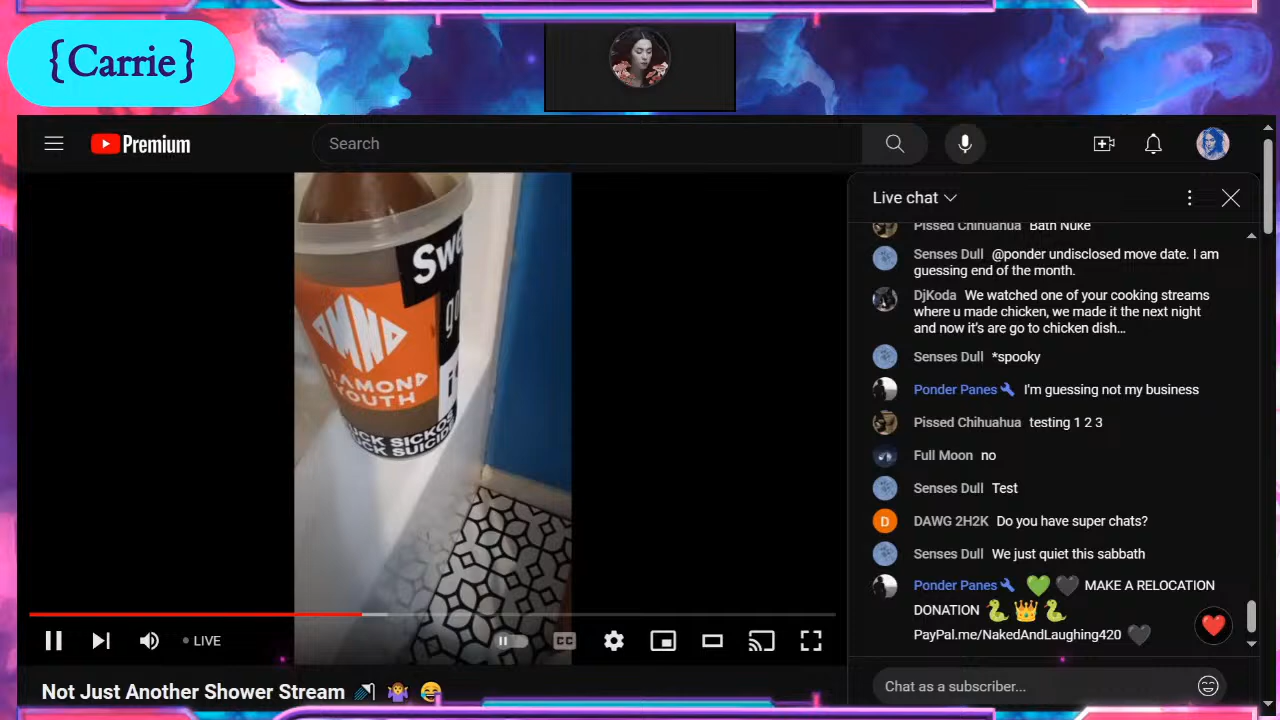 {Carrie}
Premium
Search
Live chat
Pissed Chihuahua Bath Nuke
Senses Dull @ponder undisclosed move date. I am
guessing end of the month.
DjKoda We watched one of your cooking streams
where u made chicken, we made it the next night
and now it's are go to chicken dish...
Senses Dull *spooky
Ponder Panes I'm guessing not my business
Pissed Chihuahua testing 1 2 3
Full Moon no
Senses Dull Test
D DAWG 2H2K Do you have super chats?
Senses Dull We just quiet this sabbath
Ponder Panes 💚 🖤 MAKE A RELOCATION
DONATION 🐍 👑 🐍
PayPal.me/NakedAndLaughing420 🖤
Chat as a subscriber...
DIAMOND
YOUTH
LIVE
CC
Not Just Another Shower Stream 🚿 🤷‍♀️ 😂